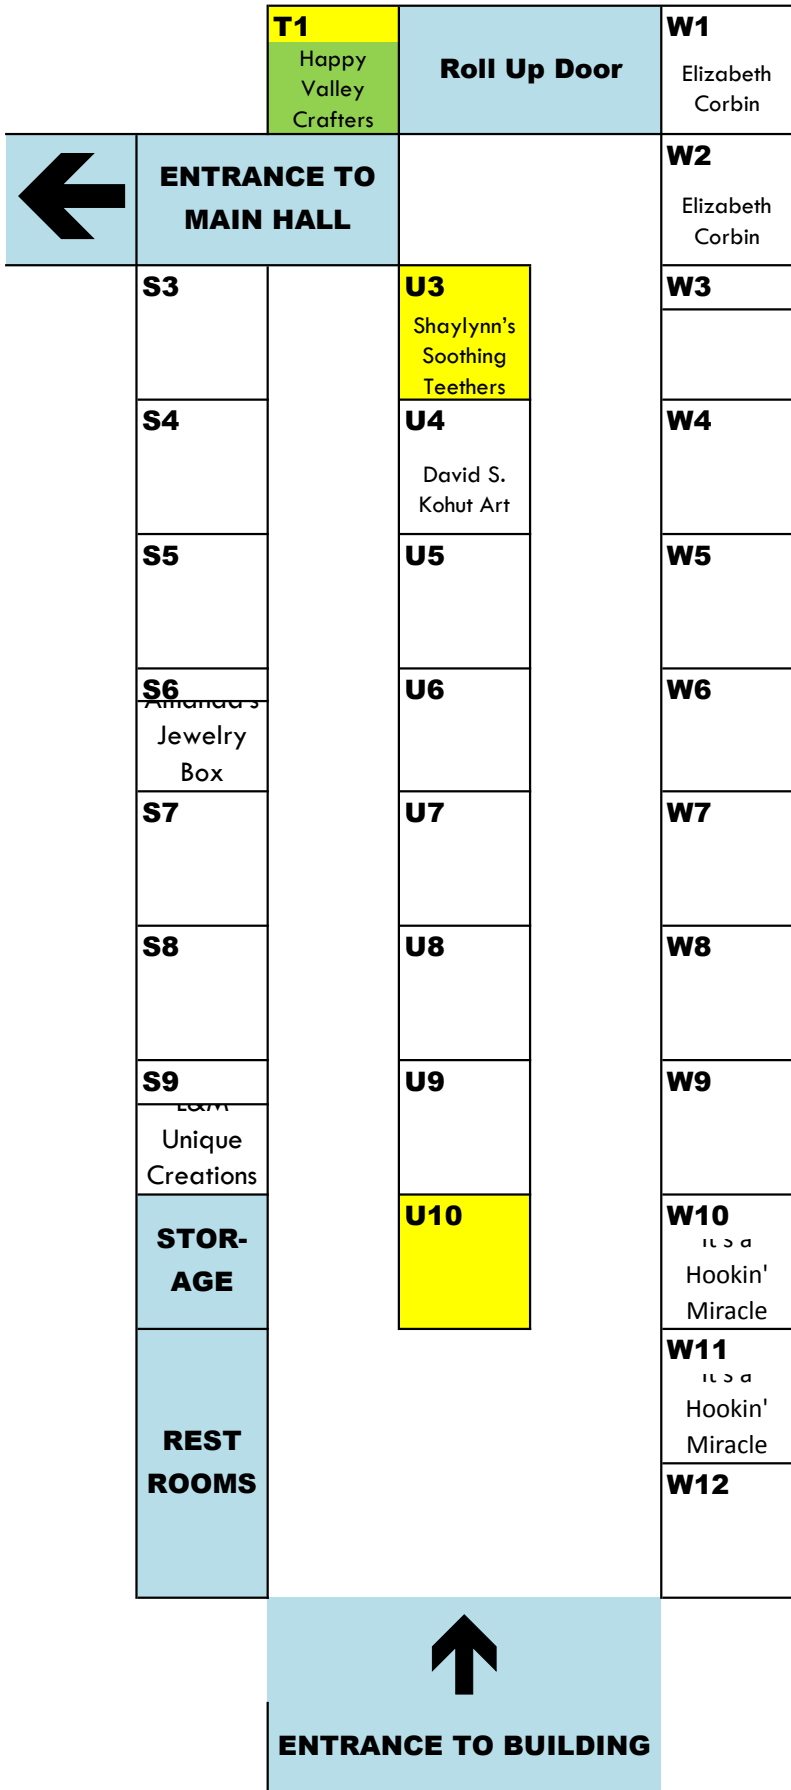 T1
Happy
Valley
Crafters
Roll Up Door
W1
Elizabeth
Corbin
ENTRANCE TO
MAIN HALL
W2
Elizabeth
Corbin
S3
U3
Shaylynn's
Soothing
Teethers
W3
S4
U4
David S.
Kohut Art
W4
S5
U5
W5
S6
Amanda's
Jewelry
Box
U6
W6
S7
U7
W7
S8
U8
W8
S9
L&M
Unique
Creations
U9
W9
STOR-
AGE
U10
W10
It's a
Hookin'
Miracle
REST
ROOMS
W11
It's a
Hookin'
Miracle
W12
ENTRANCE TO BUILDING